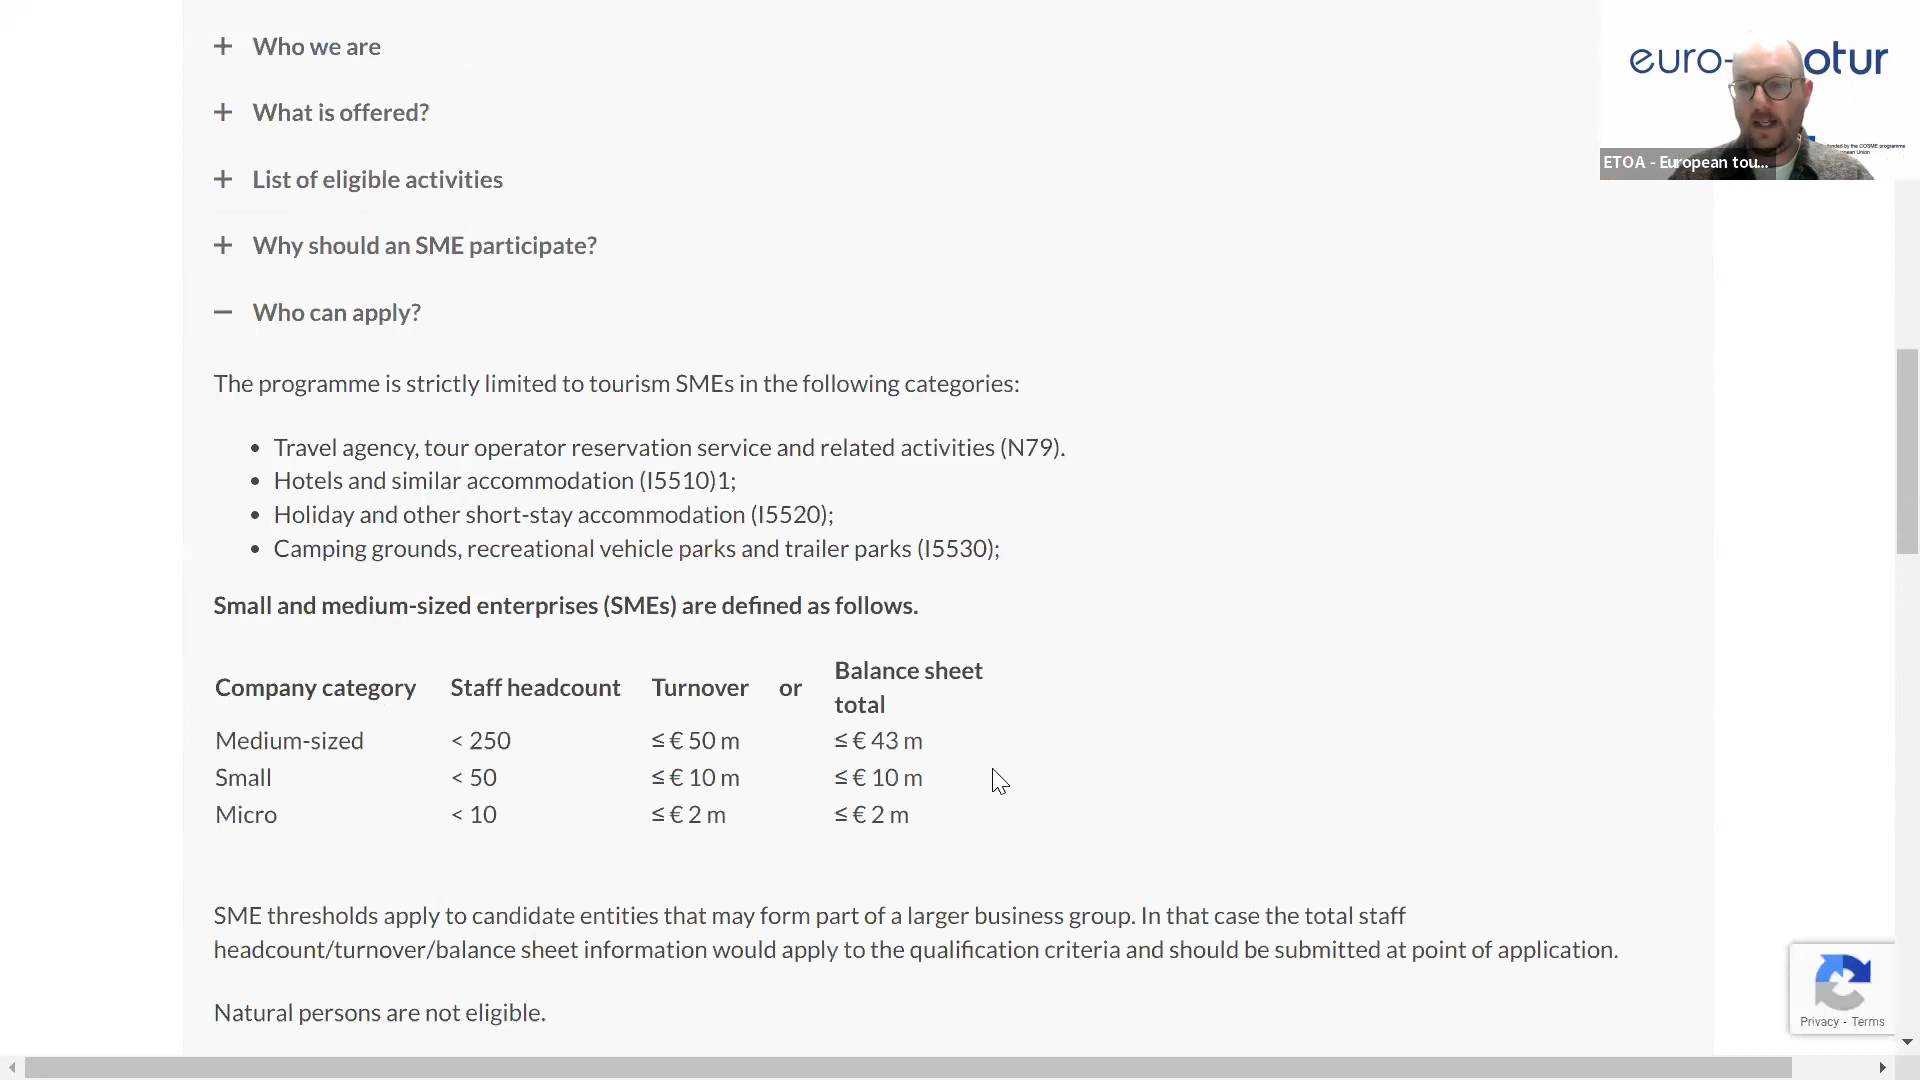 + Who we are
+ What is offered?
+ List of eligible activities
+ Why should an SME participate?
− Who can apply?
The programme is strictly limited to tourism SMEs in the following categories:
• Travel agency, tour operator reservation service and related activities (N79).
• Hotels and similar accommodation (I5510)1;
• Holiday and other short-stay accommodation (I5520);
• Camping grounds, recreational vehicle parks and trailer parks (I5530);
Small and medium-sized enterprises (SMEs) are defined as follows.
Company category Staff headcount Turnover or Balance sheet total
Medium-sized < 250 ≤ € 50 m ≤ € 43 m
Small < 50 ≤ € 10 m ≤ € 10 m
Micro < 10 ≤ € 2 m ≤ € 2 m
SME thresholds apply to candidate entities that may form part of a larger business group. In that case the total staff
headcount/turnover/balance sheet information would apply to the qualification criteria and should be submitted at point of application.
Natural persons are not eligible.
euro- otur
funded by the COSME programme
ETOA - European tou...
Privacy - Terms